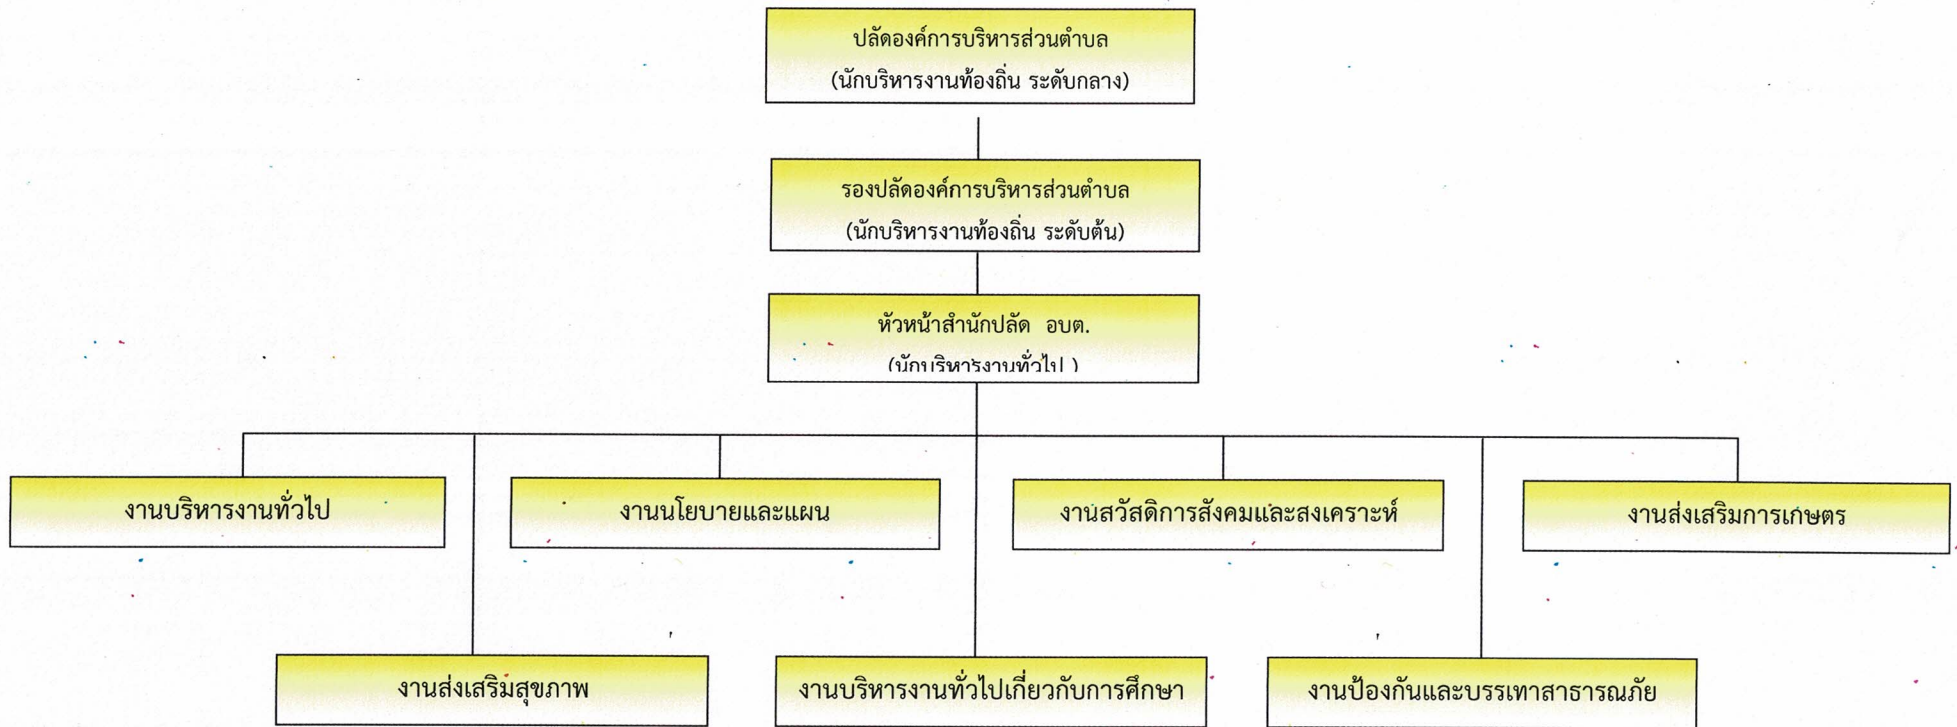 ปลัดองค์การบริหารส่วนตำบล
(นักบริหารงานท้องถิ่น ระดับกลาง)
รองปลัดองค์การบริหารส่วนตำบล
(นักบริหารงานท้องถิ่น ระดับต้น)
หัวหน้าสำนักปลัด อบต.
(นักบริหารงานทั่วไป )
งานบริหารงานทั่วไป
งานนโยบายและแผน
งานสวัสดิการสังคมและสงเคราะห์
งานส่งเสริมการเกษตร
งานส่งเสริมสุขภาพ
งานบริหารงานทั่วไปเกี่ยวกับการศึกษา
งานป้องกันและบรรเทาสาธารณภัย